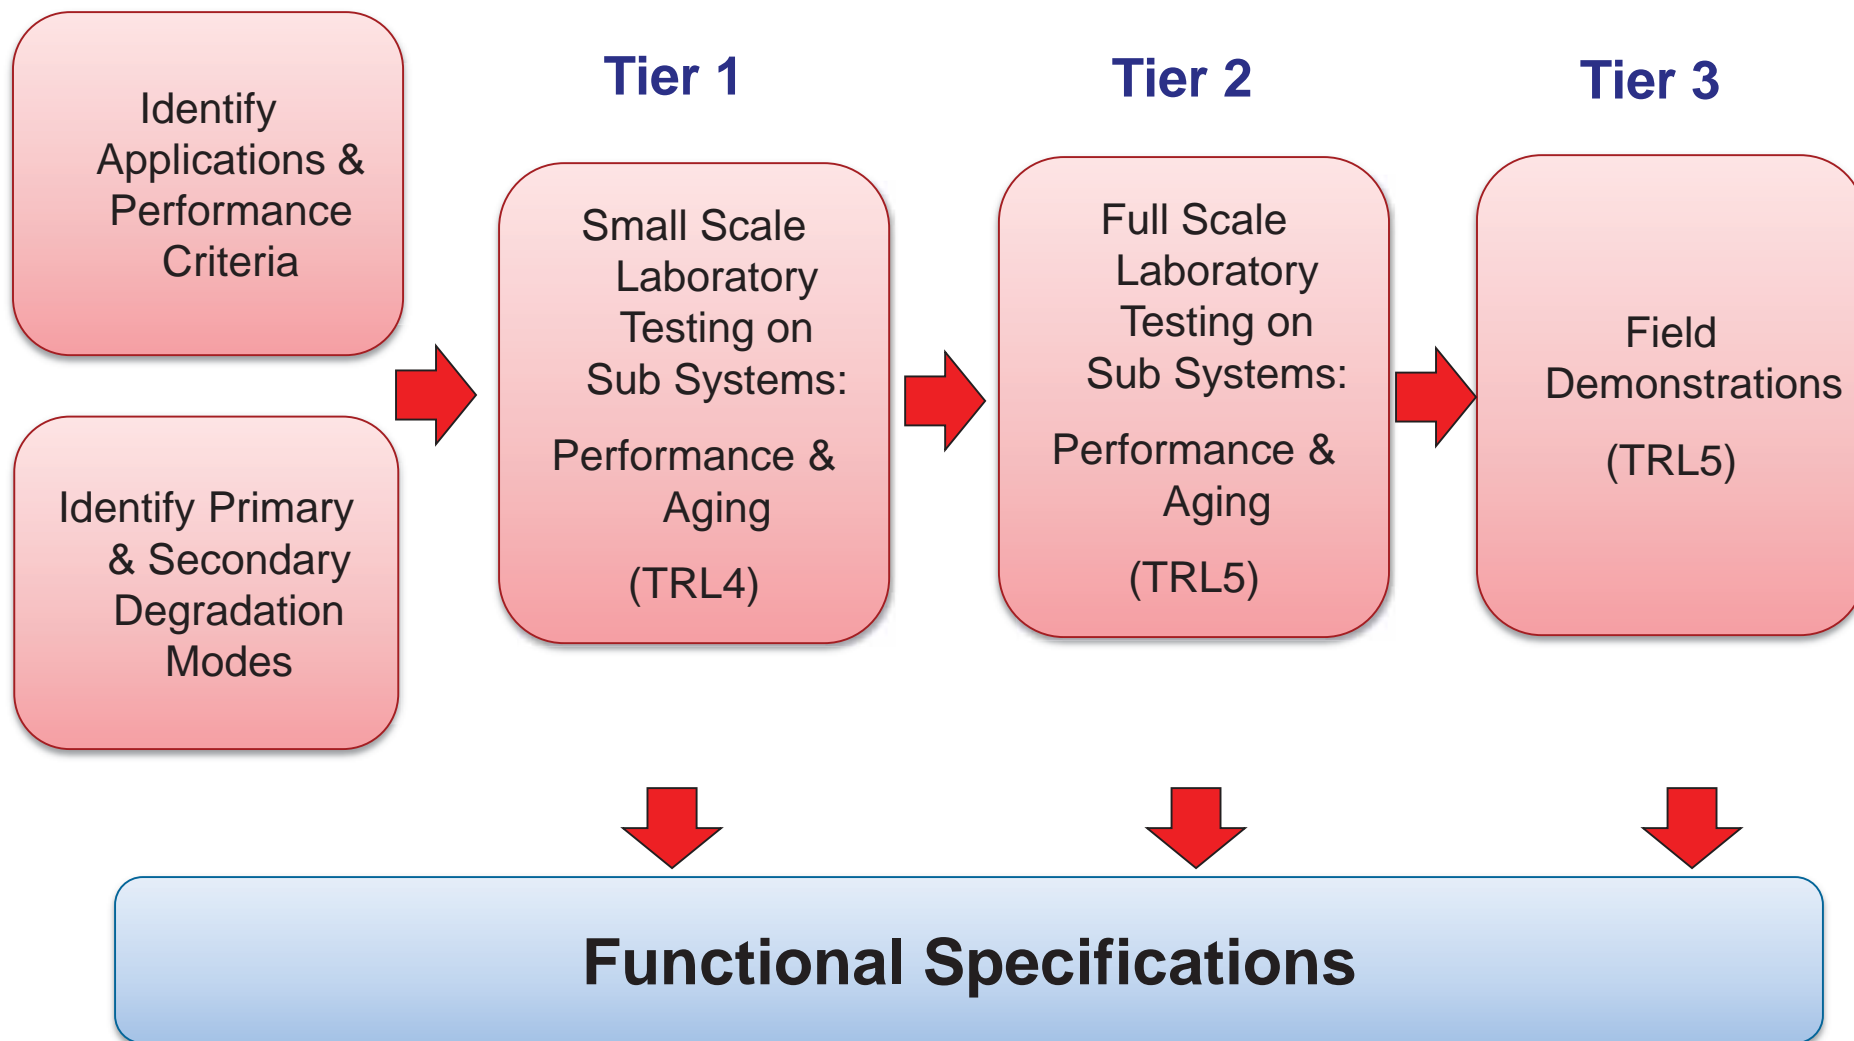 Identify
Applications &
Performance
Criteria
Identify Primary
& Secondary
Degradation
Modes
Tier 1
Small Scale
Laboratory
Testing on
Sub Systems:
Performance &
Aging
(TRL4)
Tier 2
Full Scale
Laboratory
Testing on
Sub Systems:
Performance &
Aging
(TRL5)
Tier 3
Field
Demonstrations
(TRL5)
Functional Specifications